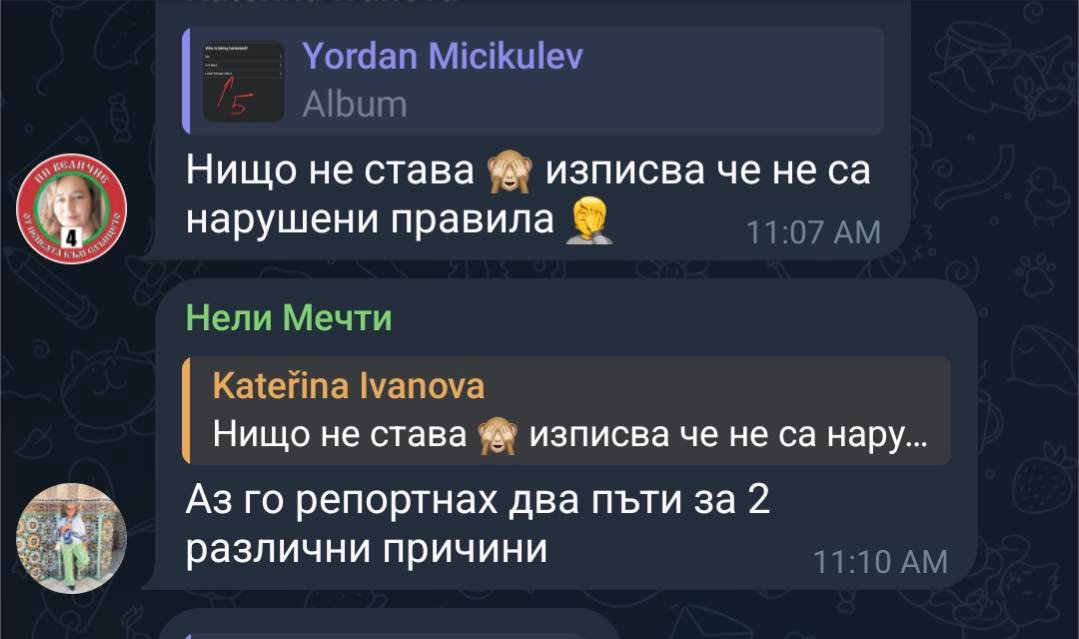 Yordan Micikulev
Album
5
Нищо не става 🙈 изписва че не са
нарушени правила 🤦
11:07 AM
4
Нели Мечти
Kateřina Ivanova
Нищо не става 🙈 изписва че не са нару...
Аз го репортнах два пъти за 2
различни причини
11:10 AM